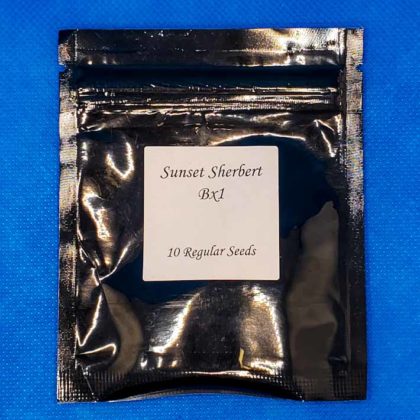 Sunset Sherbert
Bx1
10 Regular Seeds